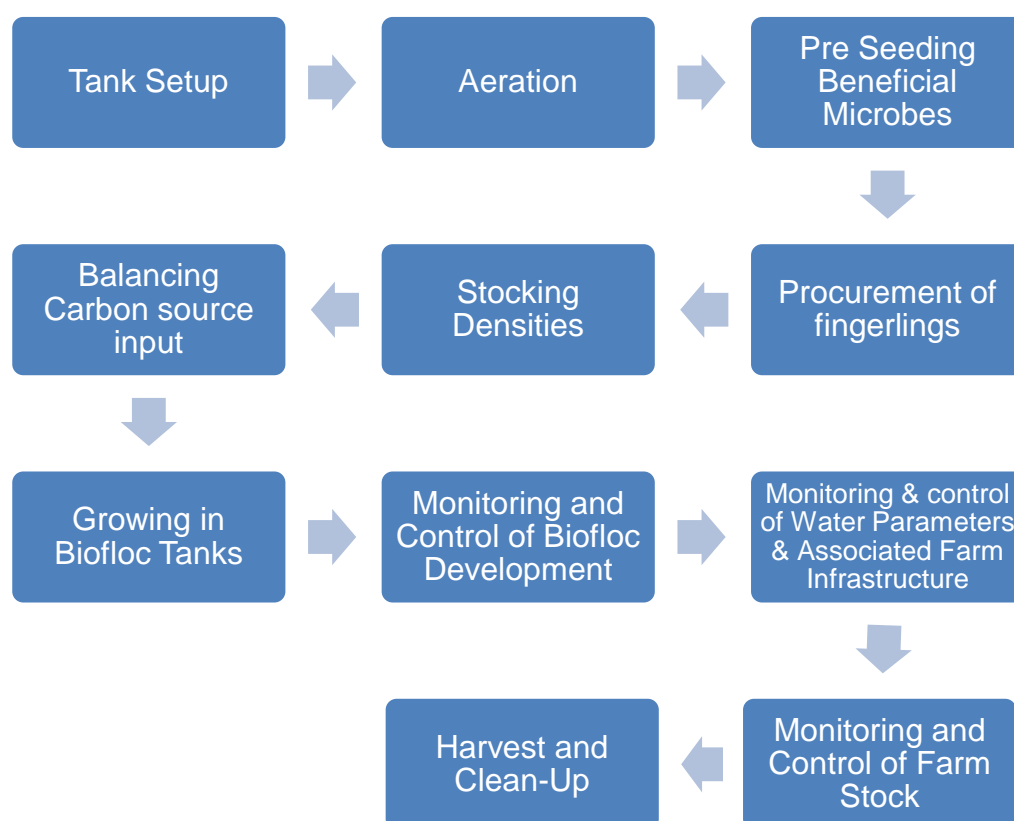 Tank Setup
Aeration
Pre Seeding
Beneficial
Microbes
Procurement of
fingerlings
Stocking
Densities
Balancing
Carbon source
input
Growing in
Biofloc Tanks
Monitoring and
Control of Biofloc
Development
Monitoring & control
of Water Parameters
& Associated Farm
Infrastructure
Monitoring and
Control of Farm
Stock
Harvest and
Clean-Up